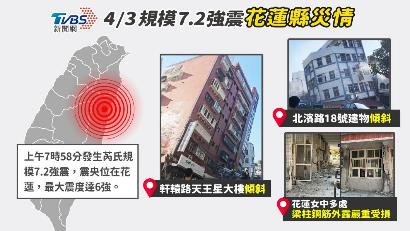 TVBS
新聞網
4/3 規模7.2強震 花蓮縣災情
上午7時58分發生芮氏規
模7.2強震，震央位在花
蓮，最大震度達6強。
軒轅路天王星大樓傾斜
北濱路18號建物傾斜
花蓮女中多處
梁柱鋼筋外露嚴重受損